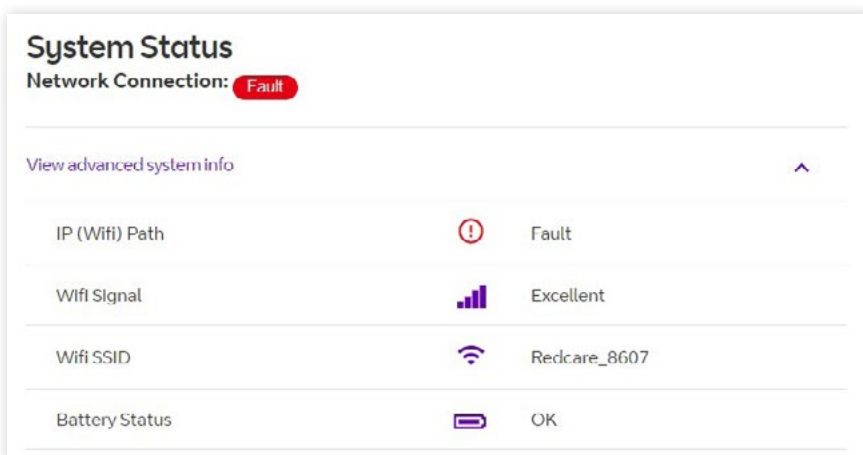 System Status
Network Connection: Fault
View advanced system info
IP (Wifi) Path Fault
Wifi Signal Excellent
Wifi SSID Redcare_8607
Battery Status OK